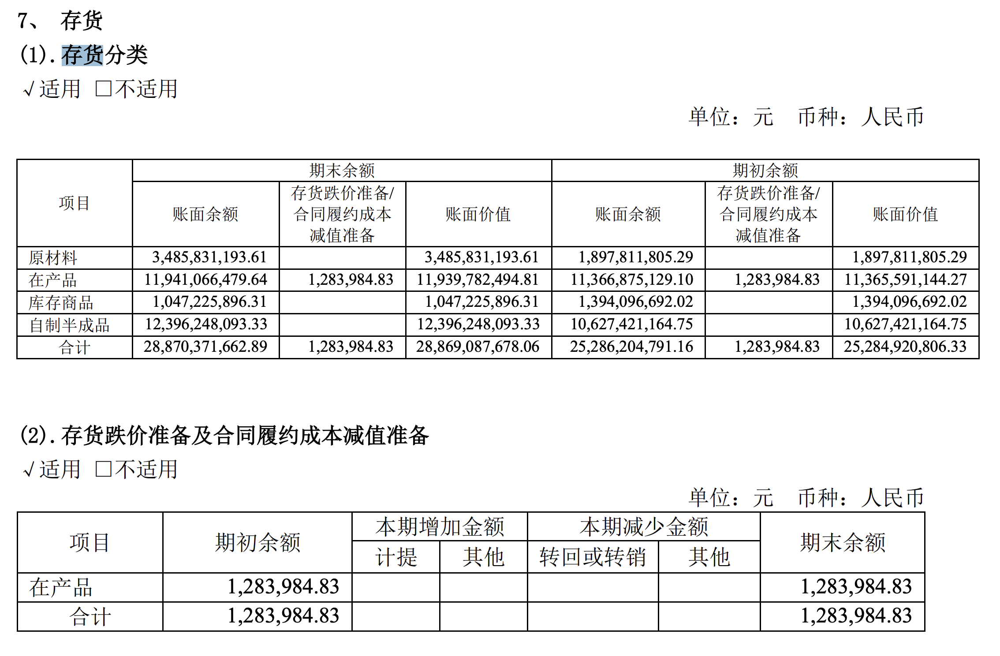 7、 存货
(1).存货分类
√适用 □不适用
单位：元 币种：人民币
项目 期末余额 期初余额
账面余额 存货跌价准备/合同履约成本减值准备 账面价值 账面余额 存货跌价准备/合同履约成本减值准备 账面价值
原材料 3,485,831,193.61 3,485,831,193.61 1,897,811,805.29 1,897,811,805.29
在产品 11,941,066,479.64 1,283,984.83 11,939,782,494.81 11,366,875,129.10 1,283,984.83 11,365,591,144.27
库存商品 1,047,225,896.31 1,047,225,896.31 1,394,096,692.02 1,394,096,692.02
自制半成品 12,396,248,093.33 12,396,248,093.33 10,627,421,164.75 10,627,421,164.75
合计 28,870,371,662.89 1,283,984.83 28,869,087,678.06 25,286,204,791.16 1,283,984.83 25,284,920,806.33
(2).存货跌价准备及合同履约成本减值准备
√适用 □不适用
单位：元 币种：人民币
项目 期初余额 本期增加金额 本期减少金额 期末余额
计提 其他 转回或转销 其他
在产品 1,283,984.83 1,283,984.83
合计 1,283,984.83 1,283,984.83